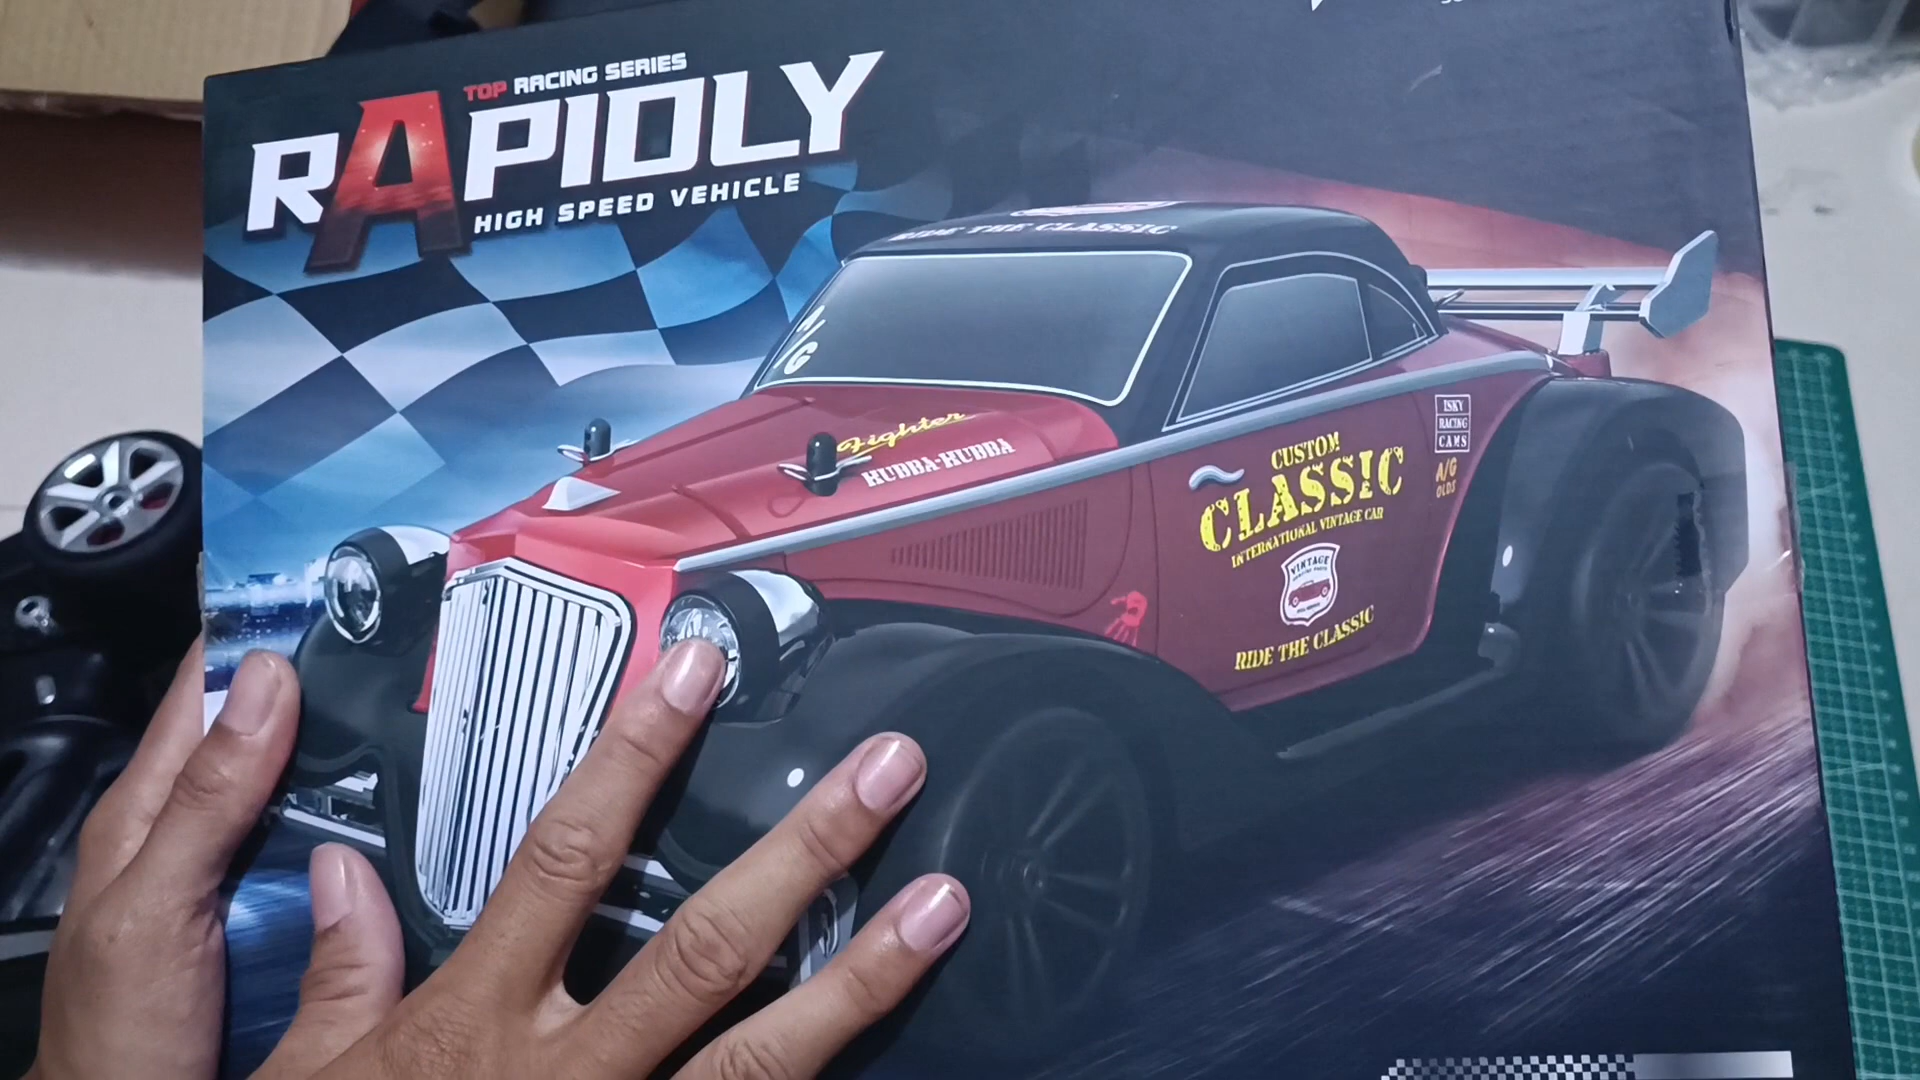 TOP RACING SERIES
RAPIDLY
HIGH SPEED VEHICLE
RIDE THE CLASSIC
A/G
Fighter
HUBBA-HUBBA
ISKY
RACING
CAMS
A/G
OLDS
CUSTOM
CLASSIC
INTERNATIONAL VINTAGE CAR
VINTAGE
RIDE THE CLASSIC